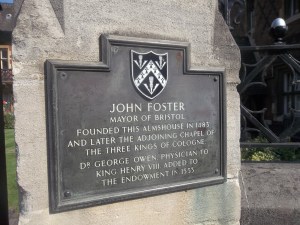 JOHN FOSTER
MAYOR OF BRISTOL
FOUNDED THIS ALMSHOUSE IN 1483
AND LATER THE ADJOINING CHAPEL OF
THE THREE KINGS OF COLOGNE
DR GEORGE OWEN PHYSICIAN TO
KING HENRY VIII ADDED TO
THE ENDOWMENT IN 1553